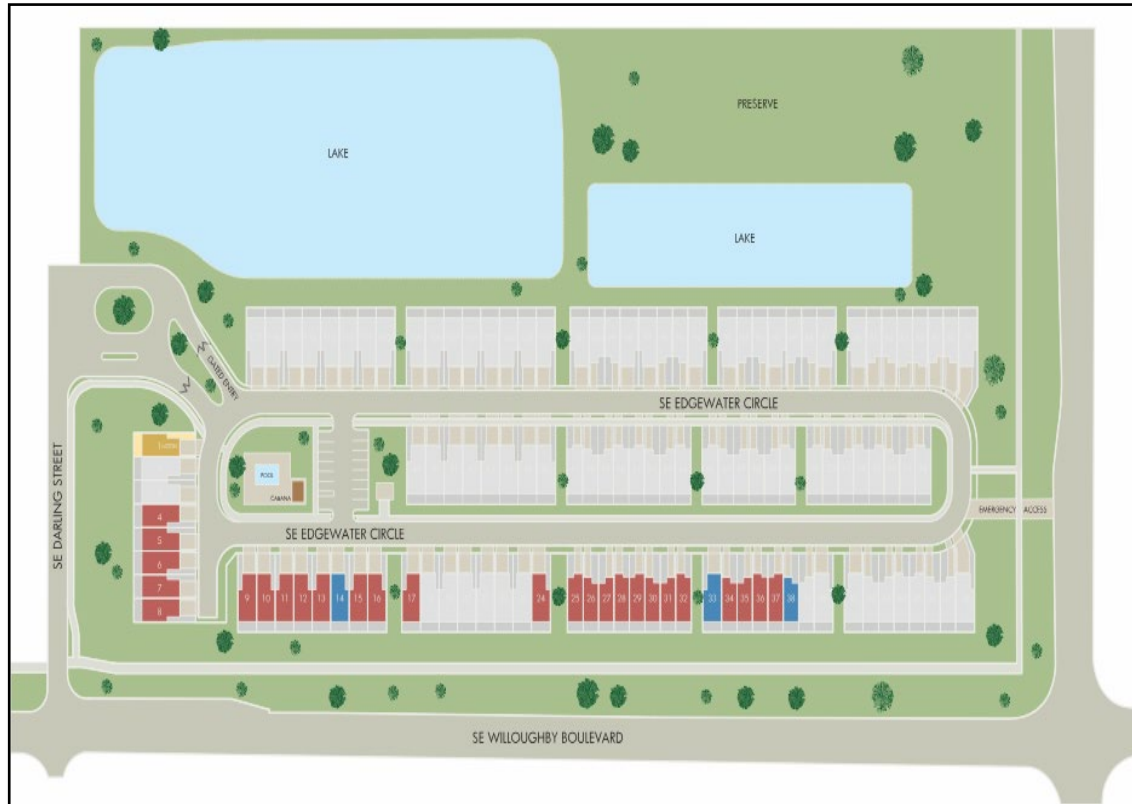 PRESERVE
LAKE
LAKE
GATED ENTRY
SE EDGEWATER CIRCLE
SE DARLING STREET
1
POOL
CABANA
4
5
6
7
8
SE EDGEWATER CIRCLE
EMERGENCY ACCESS
9 10 11 12 13 14 15 16 17 24 25 26 27 28 29 30 31 32 33 34 35 36 37 38
SE WILLOUGHBY BOULEVARD